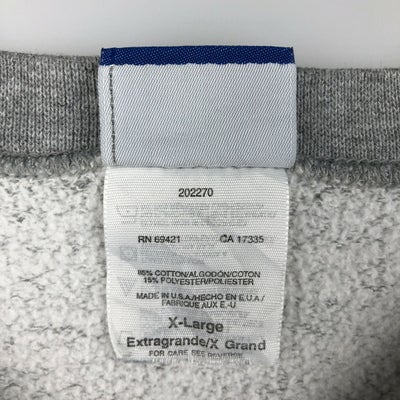 202270
RN 69421 CA 17335
85% COTTON/ALGODÓN/COTON
15% POLYESTER/POLIESTER
MADE IN U.S.A./HECHO EN E.U.A./
FABRIQUE AUX E.-U.
X-Large
Extragrande/X Grand
FOR CARE SEE REVERSE